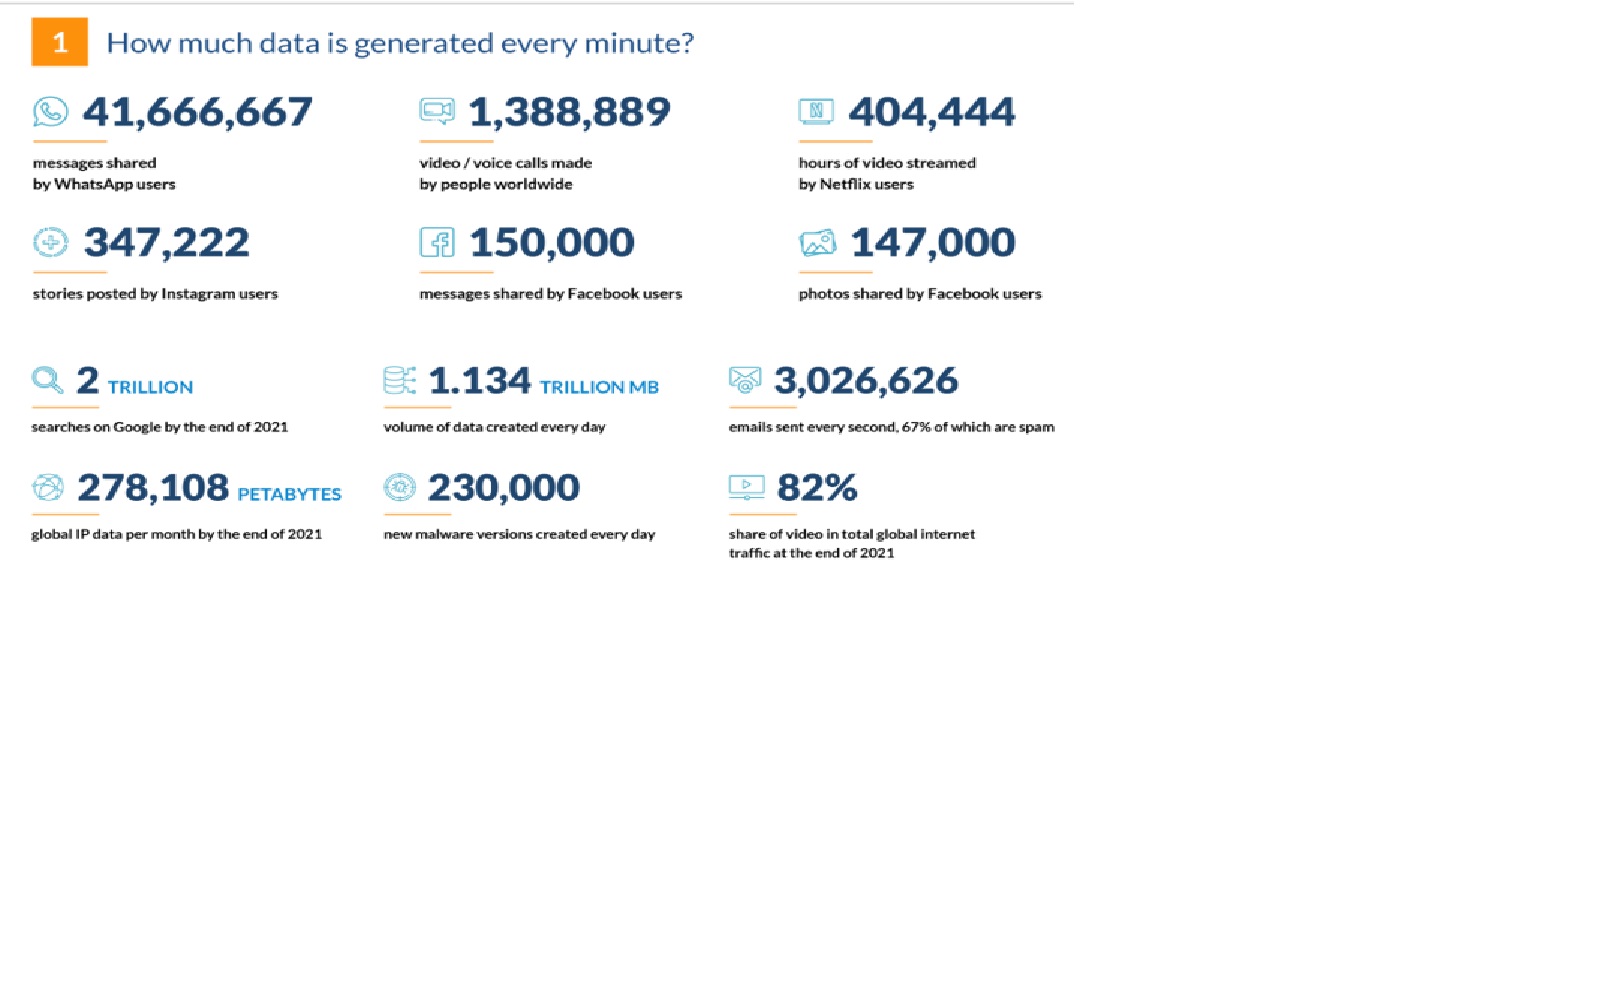 1 How much data is generated every minute?
41,666,667
messages shared
by WhatsApp users
1,388,889
video / voice calls made
by people worldwide
N 404,444
hours of video streamed
by Netflix users
347,222
stories posted by Instagram users
150,000
messages shared by Facebook users
147,000
photos shared by Facebook users
2 TRILLION
searches on Google by the end of 2021
1.134 TRILLION MB
volume of data created every day
3,026,626
emails sent every second, 67% of which are spam
278,108 PETABYTES
global IP data per month by the end of 2021
230,000
new malware versions created every day
82%
share of video in total global internet
traffic at the end of 2021